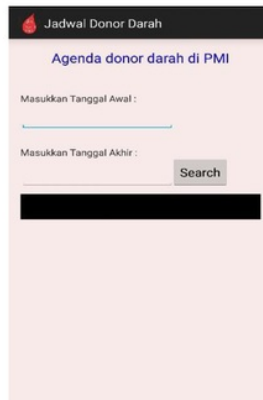 Jadwal Donor Darah
Agenda donor darah di PMI
Masukkan Tanggal Awal :
Masukkan Tanggal Akhir :
Search